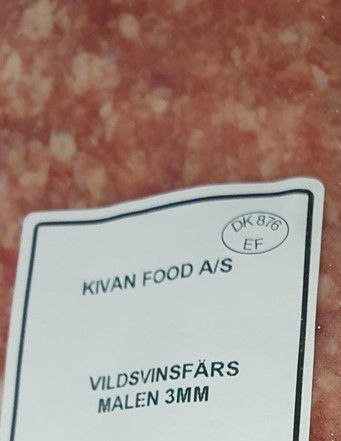 DK 876
EF
KIVAN FOOD A/S
VILDSVINSFÄRS
MALEN 3MM